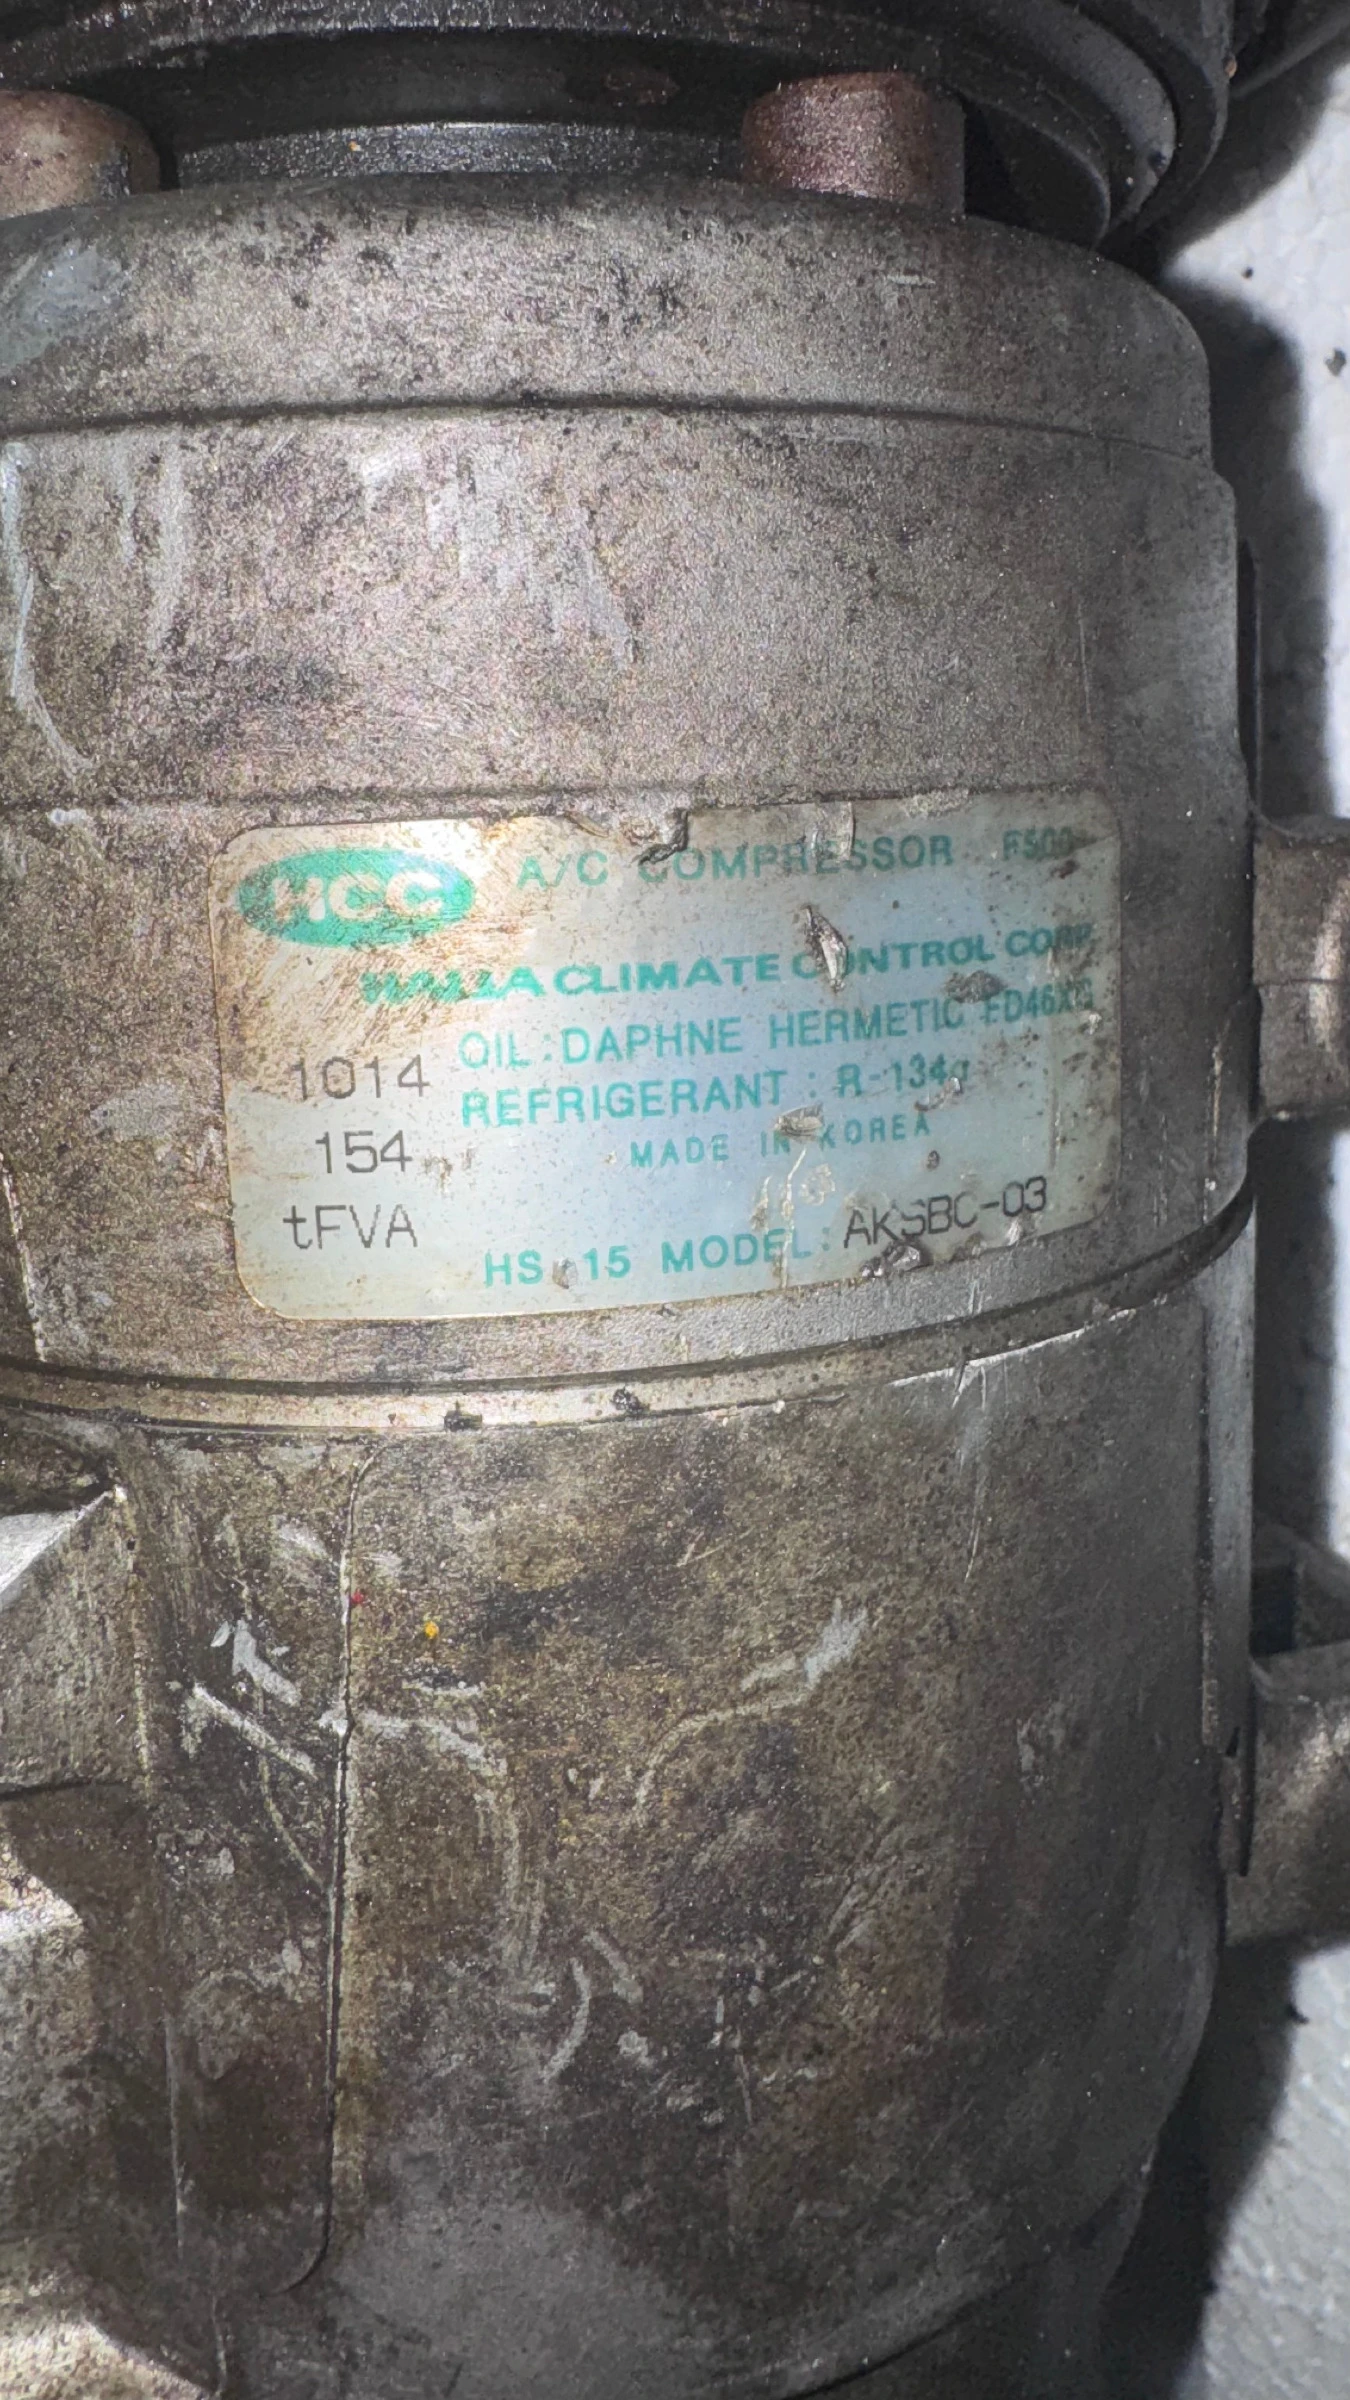 HCC A/C COMPRESSOR F500
HALLA CLIMATE CONTROL CORP.
OIL : DAPHNE HERMETIC FD46XG
1014
REFRIGERANT : R-134a
154
MADE IN KOREA
tFVA
HS 15 MODEL : AKSBC-03